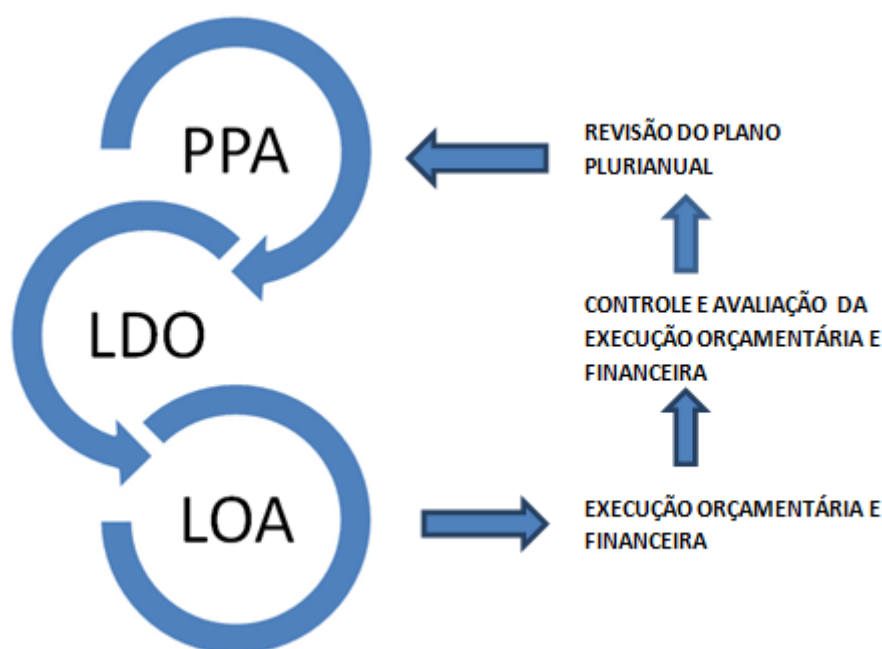 PPA
REVISÃO DO PLANO
PLURIANUAL
LDO
CONTROLE E AVALIAÇÃO DA
EXECUÇÃO ORÇAMENTÁRIA E
FINANCEIRA
LOA
EXECUÇÃO ORÇAMENTÁRIA E
FINANCEIRA